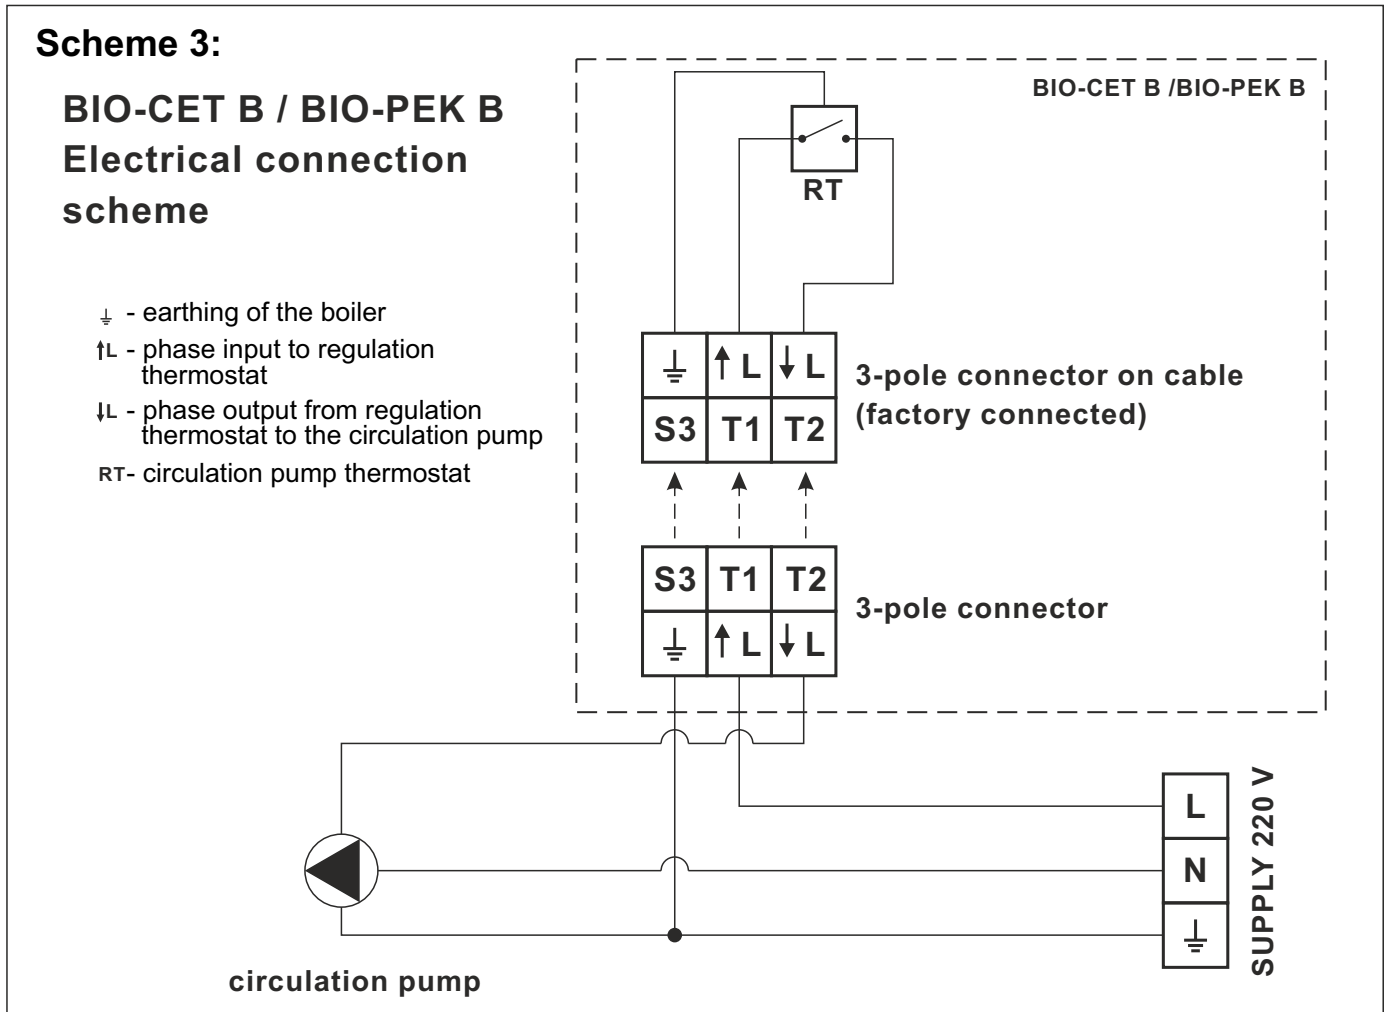 Scheme 3:
BIO-CET B / BIO-PEK B
Electrical connection
scheme
⏚ - earthing of the boiler
↑L - phase input to regulation
thermostat
↓L - phase output from regulation
thermostat to the circulation pump
RT- circulation pump thermostat
BIO-CET B /BIO-PEK B
RT
⏚ ↑ L ↓ L
S3 T1 T2
3-pole connector on cable
(factory connected)
S3 T1 T2
⏚ ↑ L ↓ L
3-pole connector
L
N
⏚
SUPPLY 220 V
circulation pump